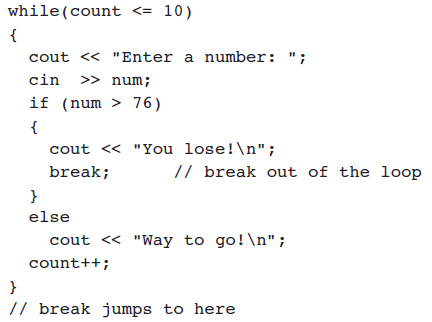 while(count <= 10)
{
  cout << "Enter a number: ";
  cin  >> num;
  if (num > 76)
  {
    cout << "You lose!\n";
    break;      // break out of the loop
  }
  else
    cout << "Way to go!\n";
  count++;
}
// break jumps to here